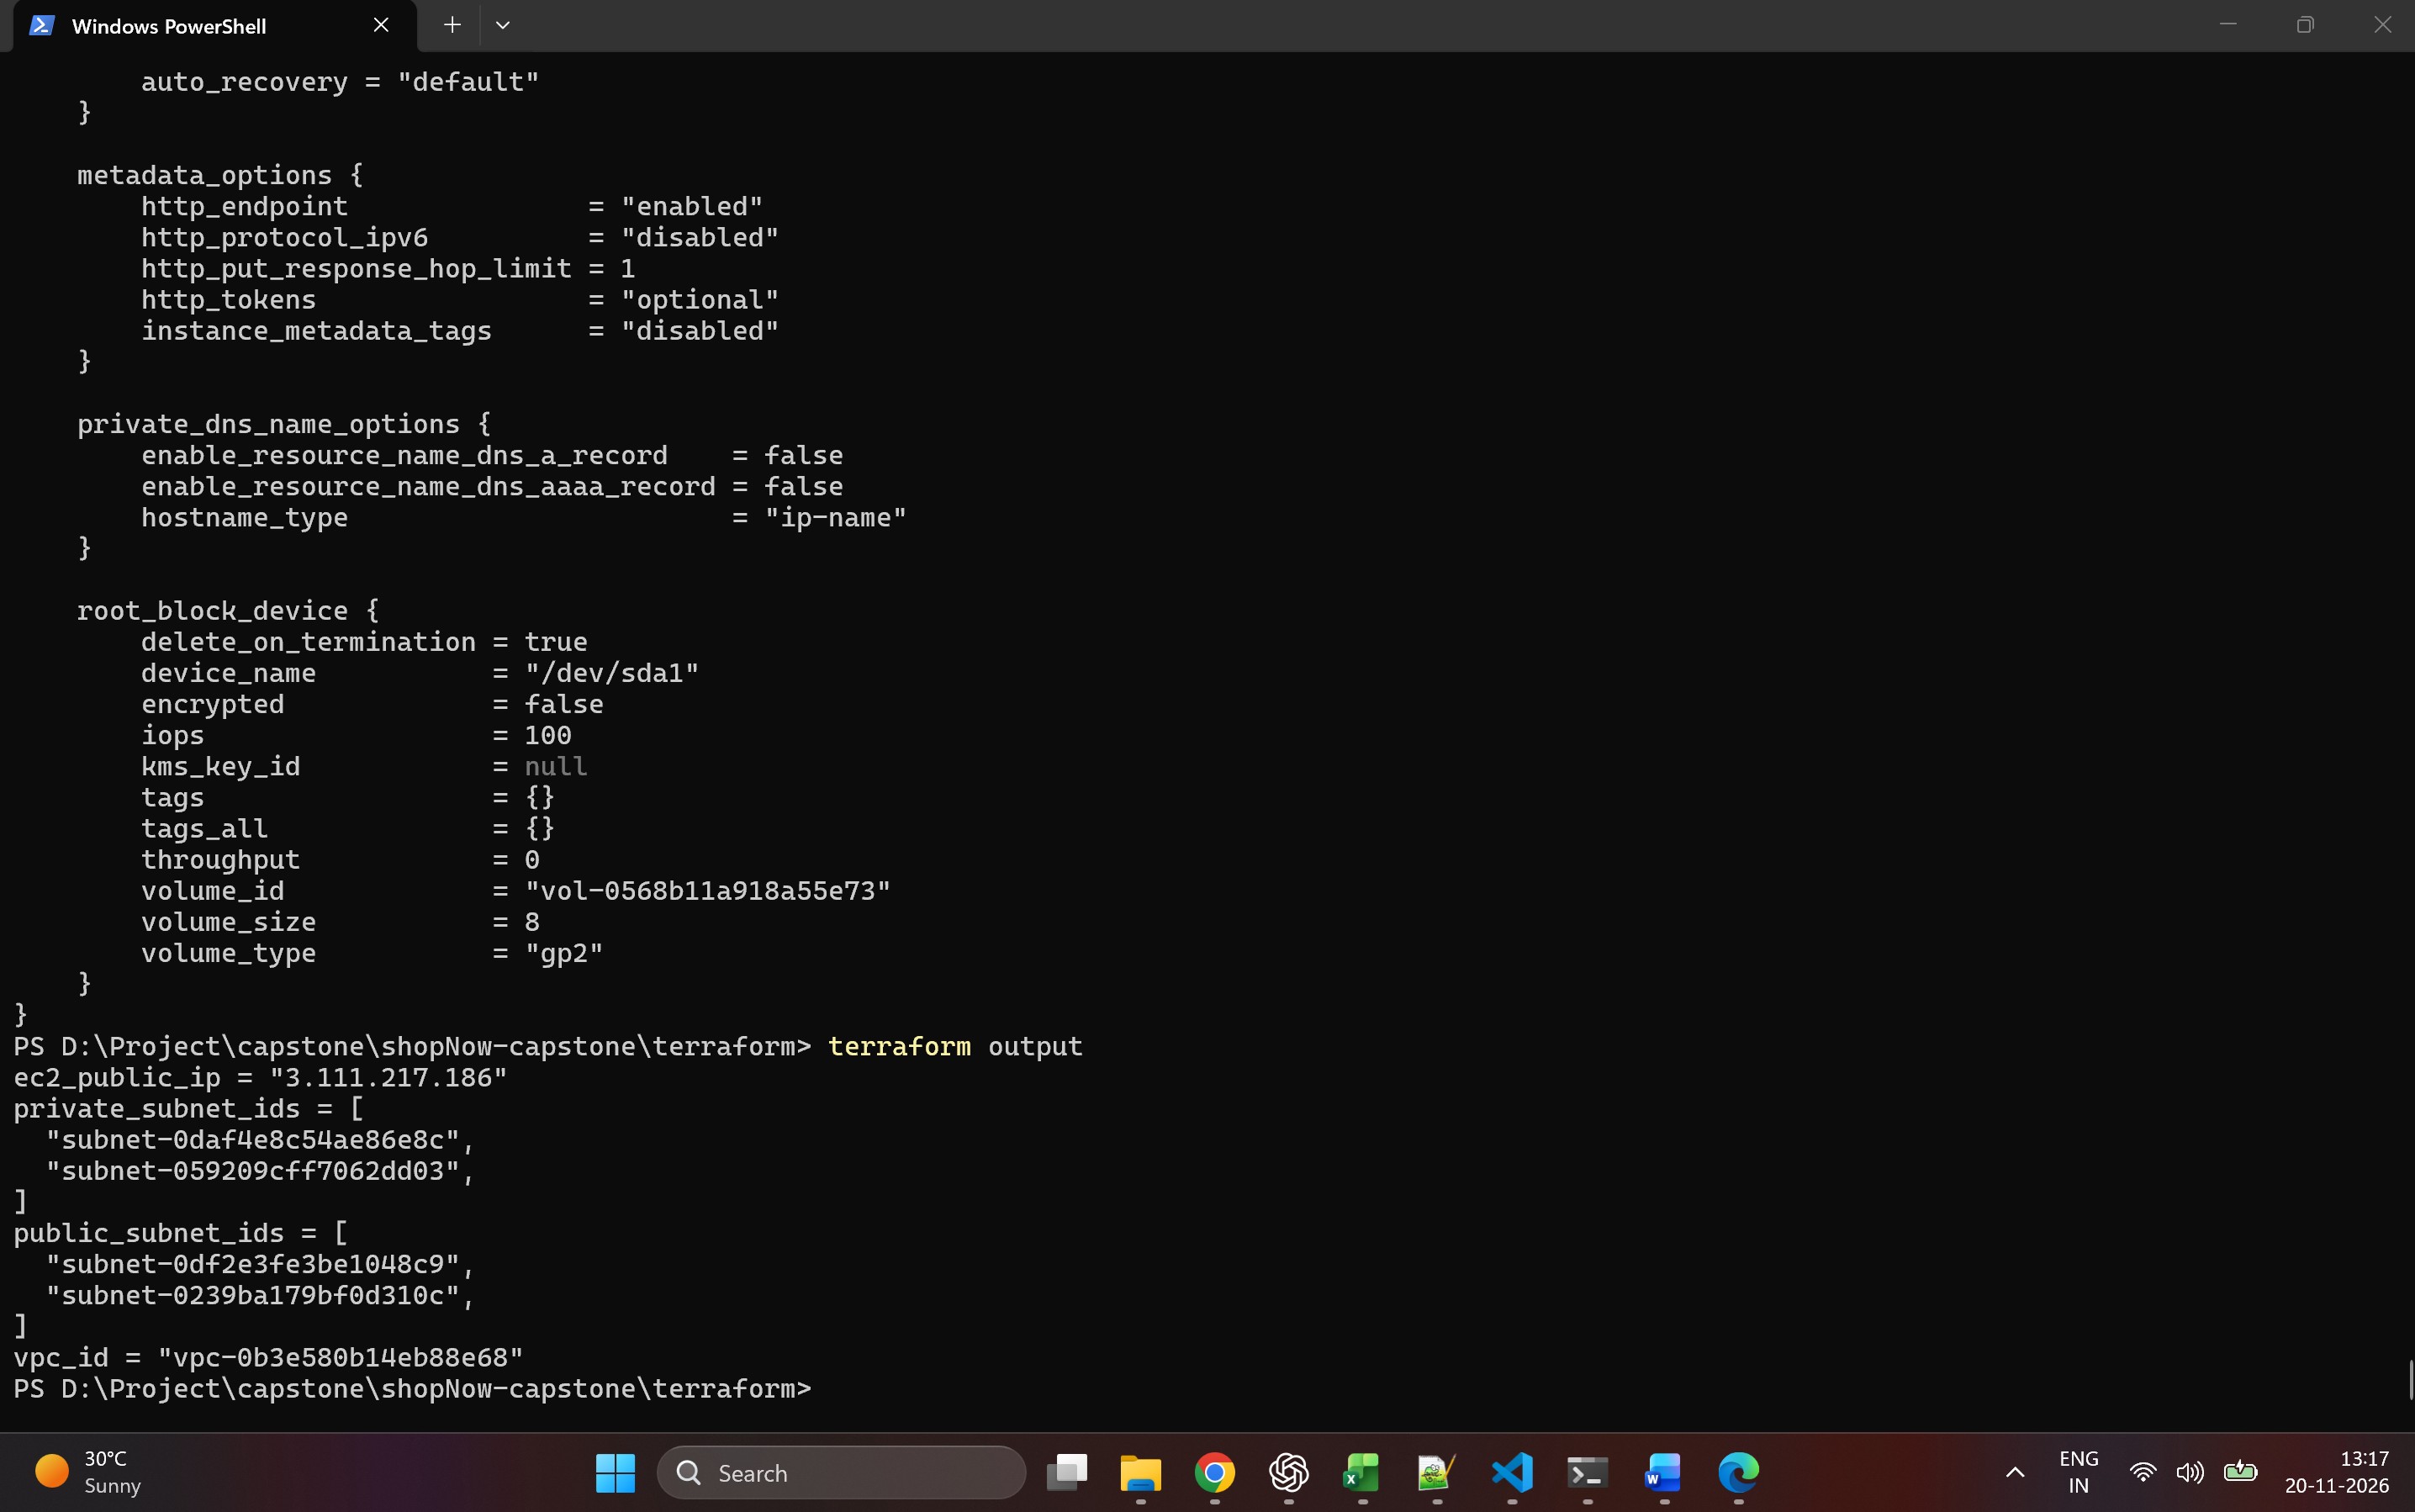 Windows PowerShell
        auto_recovery = "default"
    }

    metadata_options {
        http_endpoint               = "enabled"
        http_protocol_ipv6          = "disabled"
        http_put_response_hop_limit = 1
        http_tokens                 = "optional"
        instance_metadata_tags      = "disabled"
    }

    private_dns_name_options {
        enable_resource_name_dns_a_record    = false
        enable_resource_name_dns_aaaa_record = false
        hostname_type                        = "ip-name"
    }

    root_block_device {
        delete_on_termination = true
        device_name           = "/dev/sda1"
        encrypted             = false
        iops                  = 100
        kms_key_id            = null
        tags                  = {}
        tags_all              = {}
        throughput            = 0
        volume_id             = "vol-0568b11a918a55e73"
        volume_size           = 8
        volume_type           = "gp2"
    }
}
PS D:\Project\capstone\shopNow-capstone\terraform> terraform output
ec2_public_ip = "3.111.217.186"
private_subnet_ids = [
  "subnet-0daf4e8c54ae86e8c",
  "subnet-059209cff7062dd03",
]
public_subnet_ids = [
  "subnet-0df2e3fe3be1048c9",
  "subnet-0239ba179bf0d310c",
]
vpc_id = "vpc-0b3e580b14eb88e68"
PS D:\Project\capstone\shopNow-capstone\terraform>
30°C
Sunny
Search
ENG
IN
13:17
20-11-2026